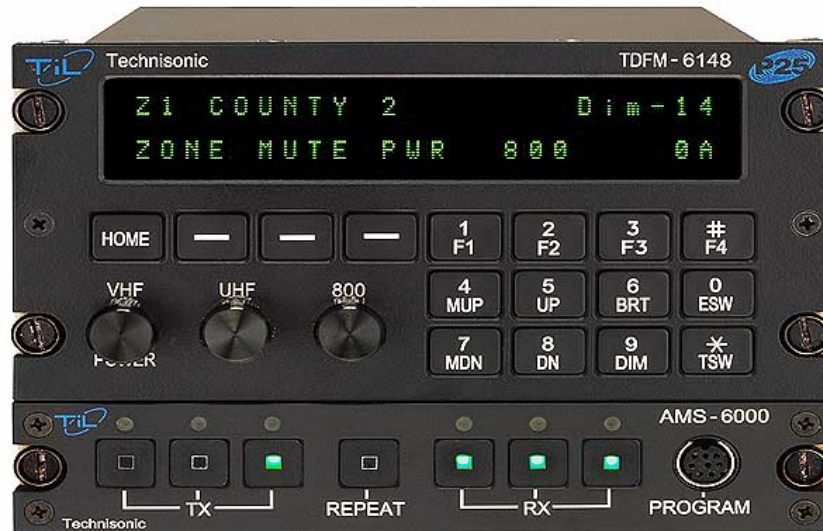 TiL Technisonic TDFM-6148 P25
Z1 COUNTY 2 Dim-14
ZONE MUTE PWR 800 0A
HOME
1 2 3 #
F1 F2 F3 F4
VHF UHF 800
4 5 6 0
MUP UP BRT ESW
POWER
7 8 9 *
MDN DN DIM TSW
TiL AMS-6000
TX REPEAT RX PROGRAM
Technisonic